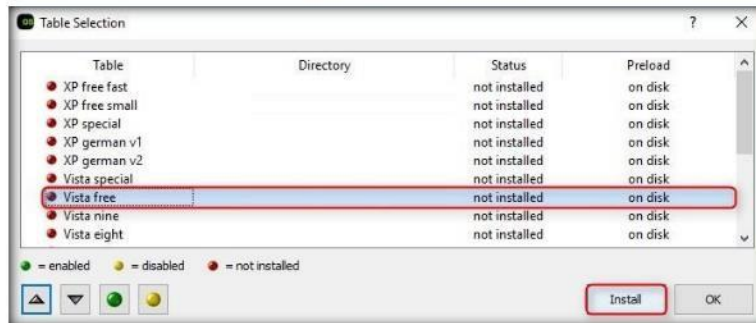 OS Table Selection ? ×
Table Directory Status Preload
XP free fast not installed on disk
XP free small not installed on disk
XP special not installed on disk
XP german v1 not installed on disk
XP german v2 not installed on disk
Vista special not installed on disk
Vista free not installed on disk
Vista nine not installed on disk
Vista eight not installed on disk
= enabled = disabled = not installed
Install OK